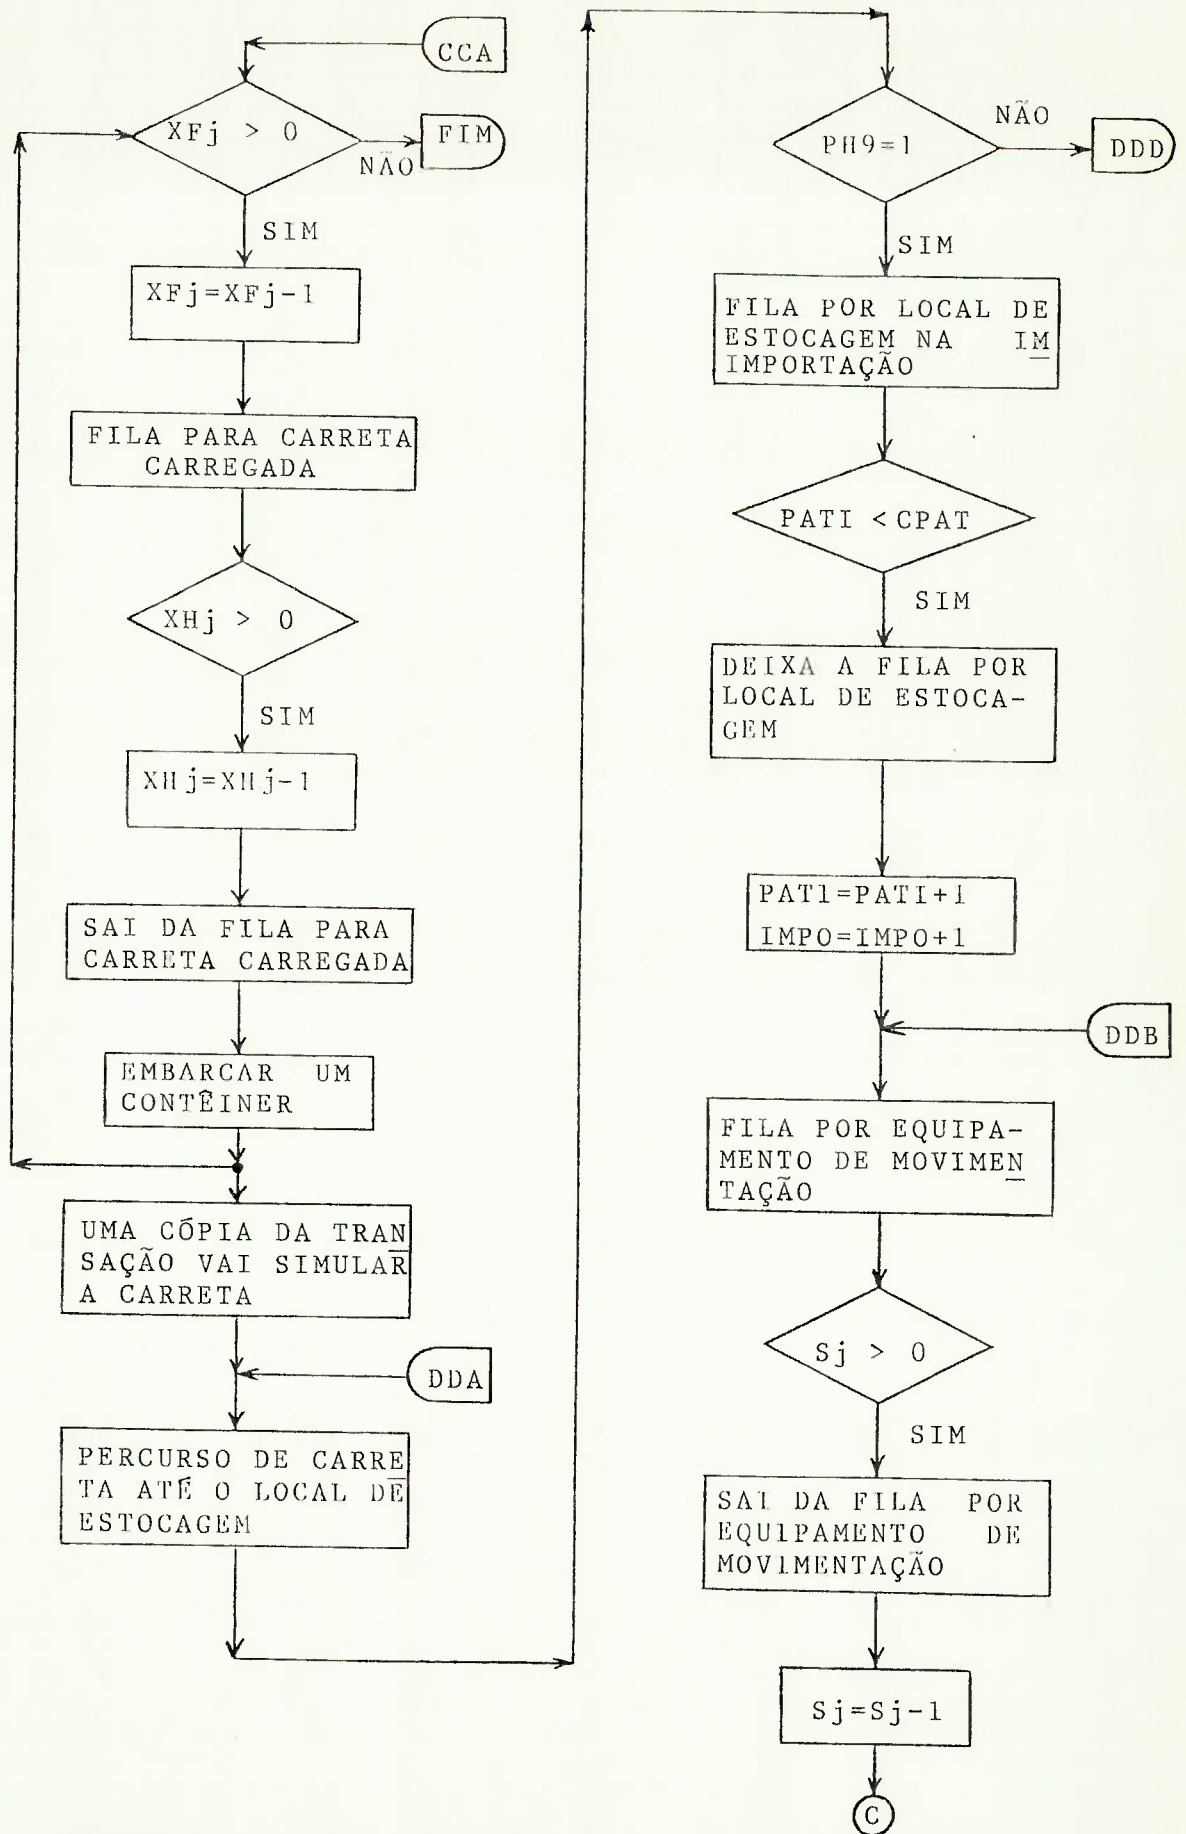 CCA
XFj > 0
FIM
NÃO
SIM
XFj=XFj-1
FILA PARA CARRETA
CARREGADA
XHj > 0
SIM
XHj=XHj-1
SAI DA FILA PARA
CARRETA CARREGADA
EMBARCAR UM
CONTÊINER
UMA CÓPIA DA TRAN
SAÇÃO VAI SIMULAR
A CARRETA
DDA
PERCURSO DE CARRE
TA ATÉ O LOCAL DE
ESTOCAGEM
PH9=1
NÃO
DDD
SIM
FILA POR LOCAL DE
ESTOCAGEM NA IM
IMPORTAÇÃO
PATI < CPAT
SIM
DEIXA A FILA POR
LOCAL DE ESTOCA-
GEM
PATI=PATI+1
IMPO=IMPO+1
DDB
FILA POR EQUIPA-
MENTO DE MOVIMEN
TAÇÃO
Sj > 0
SIM
SAI DA FILA POR
EQUIPAMENTO DE
MOVIMENTAÇÃO
Sj=Sj-1
C